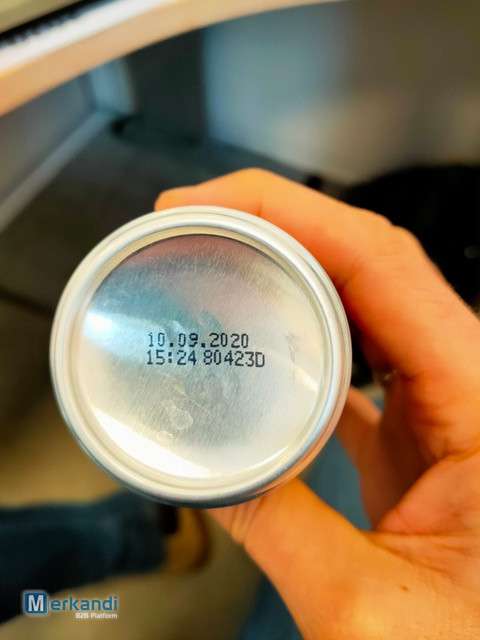 10.09.2020
15:24 80423D
Merkandi
B2B Platform